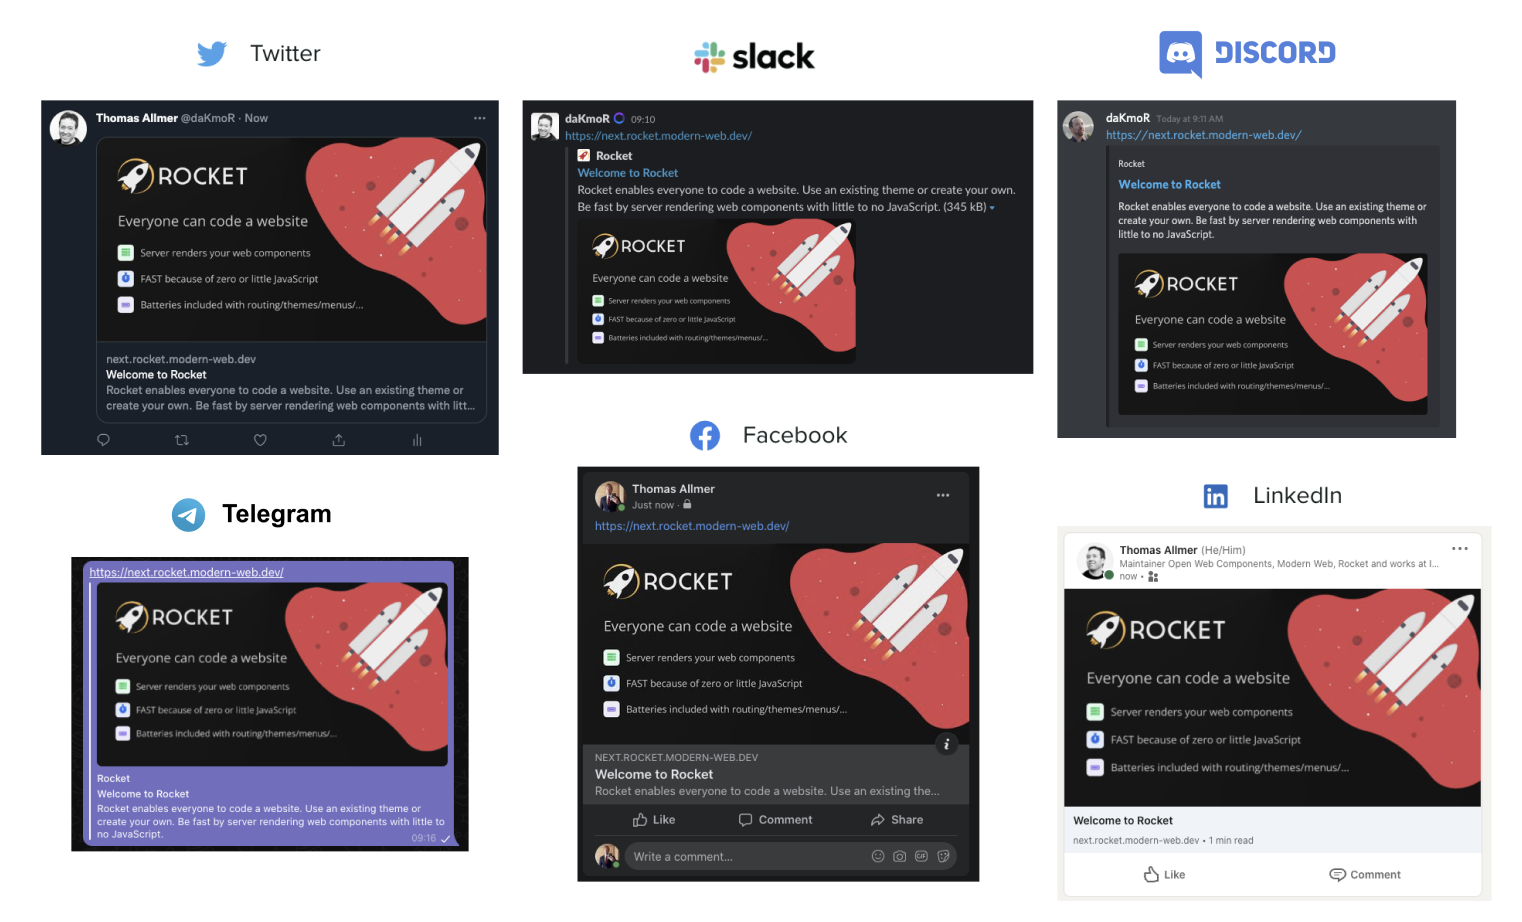 Twitter
Thomas Allmer @daKmoR · Now
ROCKET
Everyone can code a website
Server renders your web components
FAST because of zero or little JavaScript
Batteries included with routing/themes/menus/...
next.rocket.modern-web.dev
Welcome to Rocket
Rocket enables everyone to code a website. Use an existing theme or
create your own. Be fast by server rendering web components with litt...
slack
daKmoR 09:10
https://next.rocket.modern-web.dev/
Rocket
Welcome to Rocket
Rocket enables everyone to code a website. Use an existing theme or create your own.
Be fast by server rendering web components with little to no JavaScript. (345 kB)
ROCKET
Everyone can code a website
Server renders your web components
FAST because of zero or little JavaScript
Batteries included with routing/themes/menus/...
DISCORD
daKmoR Today at 9:11 AM
https://next.rocket.modern-web.dev/
Rocket
Welcome to Rocket
Rocket enables everyone to code a website. Use an existing theme or
create your own. Be fast by server rendering web components with
little to no JavaScript.
ROCKET
Everyone can code a website
Server renders your web components
FAST because of zero or little JavaScript
Batteries included with routing/themes/menus/...
Telegram
https://next.rocket.modern-web.dev/
ROCKET
Everyone can code a website
Server renders your web components
FAST because of zero or little JavaScript
Batteries included with routing/themes/menus/...
Rocket
Welcome to Rocket
Rocket enables everyone to code a website. Use an existing theme or
create your own. Be fast by server rendering web components with little to
no JavaScript.
09:16
Facebook
Thomas Allmer
Just now ·
https://next.rocket.modern-web.dev/
ROCKET
Everyone can code a website
Server renders your web components
FAST because of zero or little JavaScript
Batteries included with routing/themes/menus/...
i
NEXT.ROCKET.MODERN-WEB.DEV
Welcome to Rocket
Rocket enables everyone to code a website. Use an existing the...
Like Comment Share
Write a comment...
GIF
in LinkedIn
Thomas Allmer (He/Him)
Maintainer Open Web Components, Modern Web, Rocket and works at I...
now •
ROCKET
Everyone can code a website
Server renders your web components
FAST because of zero or little JavaScript
Batteries included with routing/themes/menus/...
Welcome to Rocket
next.rocket.modern-web.dev • 1 min read
Like Comment